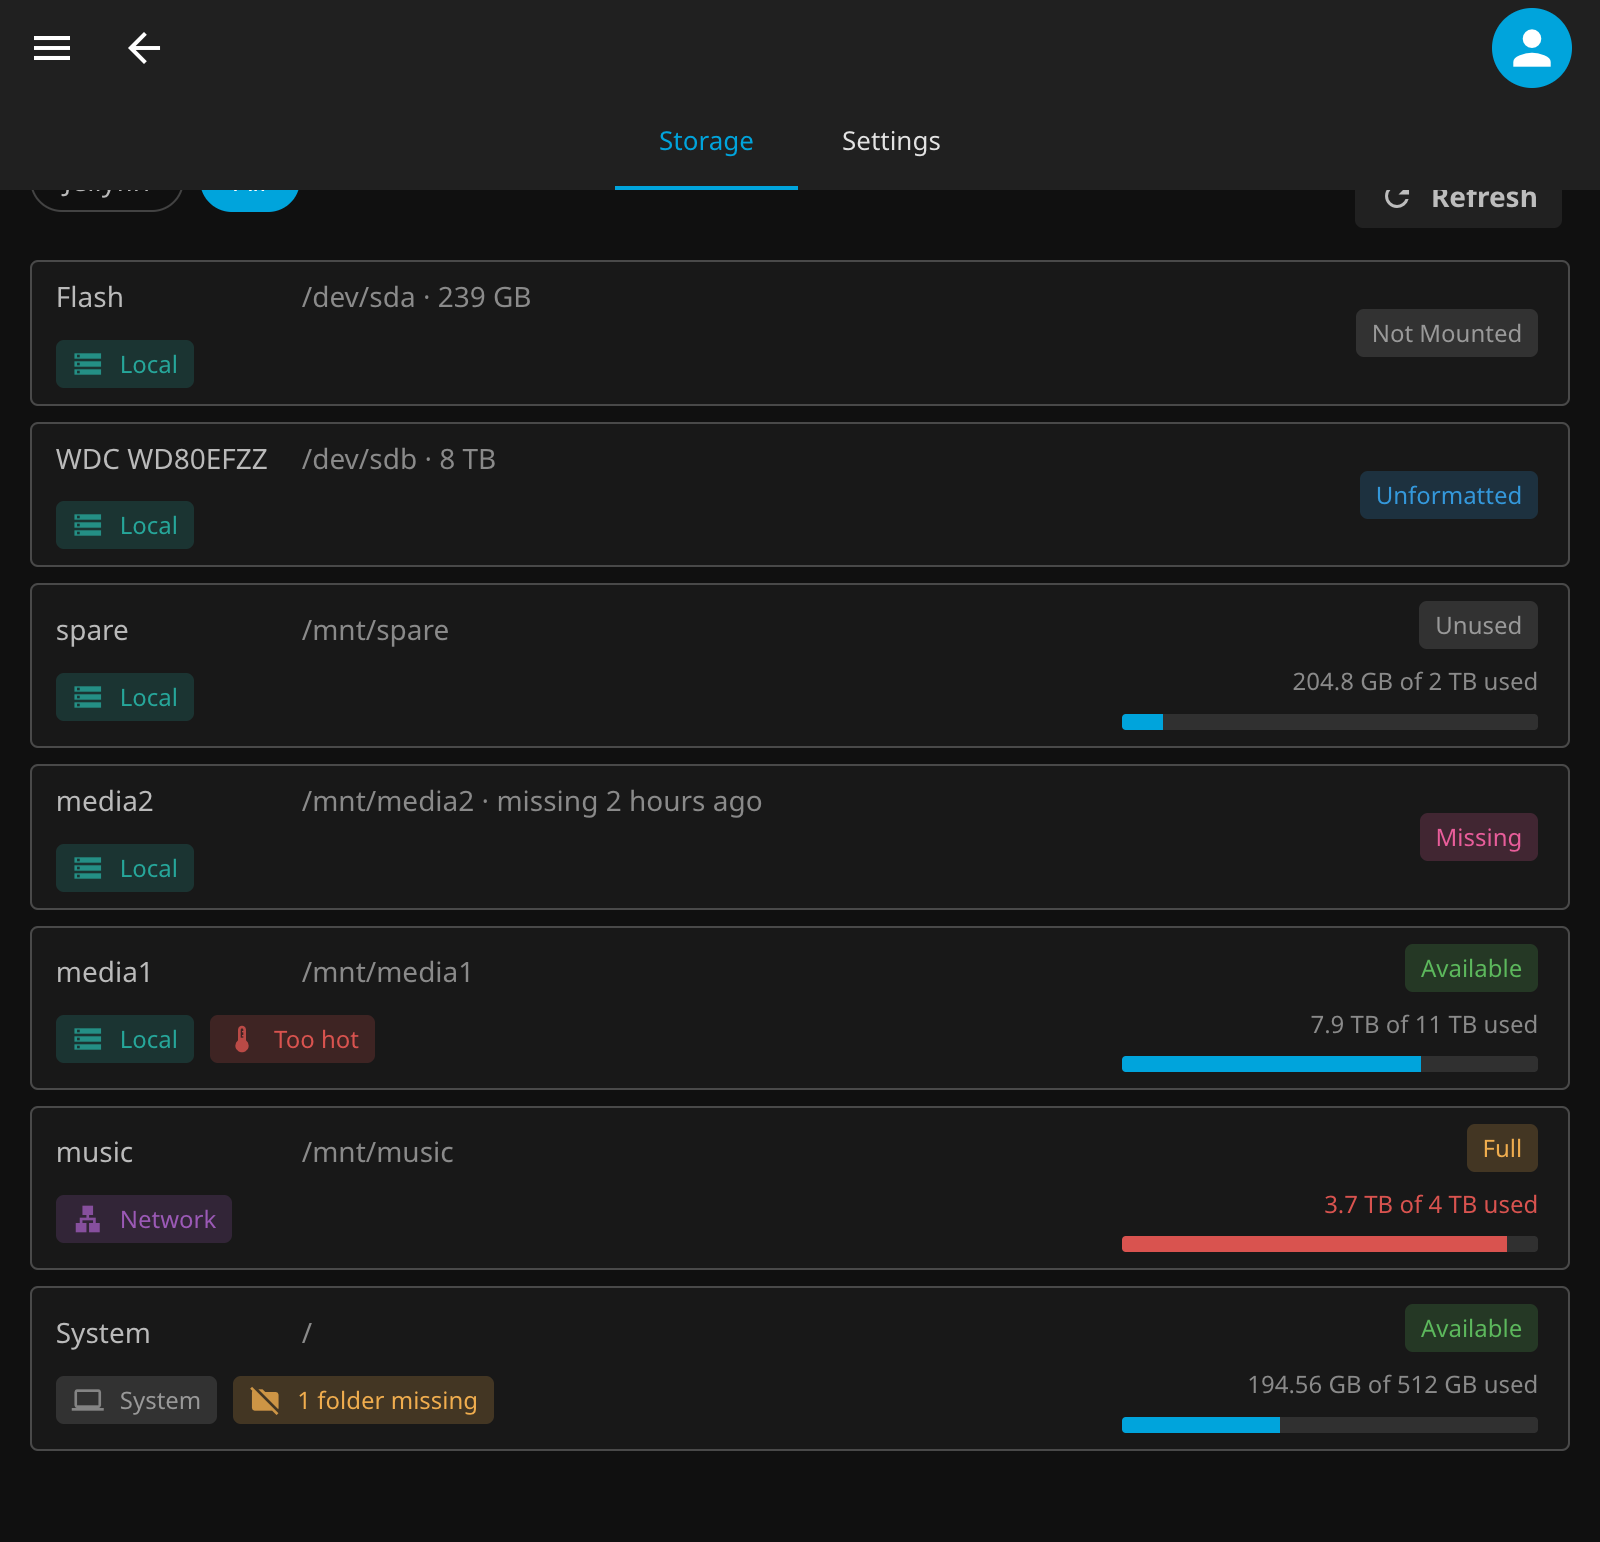 Storage
Settings
Refresh
Flash
/dev/sda · 239 GB
Not Mounted
Local
WDC WD80EFZZ
/dev/sdb · 8 TB
Unformatted
Local
spare
/mnt/spare
Unused
204.8 GB of 2 TB used
Local
media2
/mnt/media2 · missing 2 hours ago
Missing
Local
media1
/mnt/media1
Available
7.9 TB of 11 TB used
Local
Too hot
music
/mnt/music
Full
3.7 TB of 4 TB used
Network
System
/
Available
194.56 GB of 512 GB used
System
1 folder missing